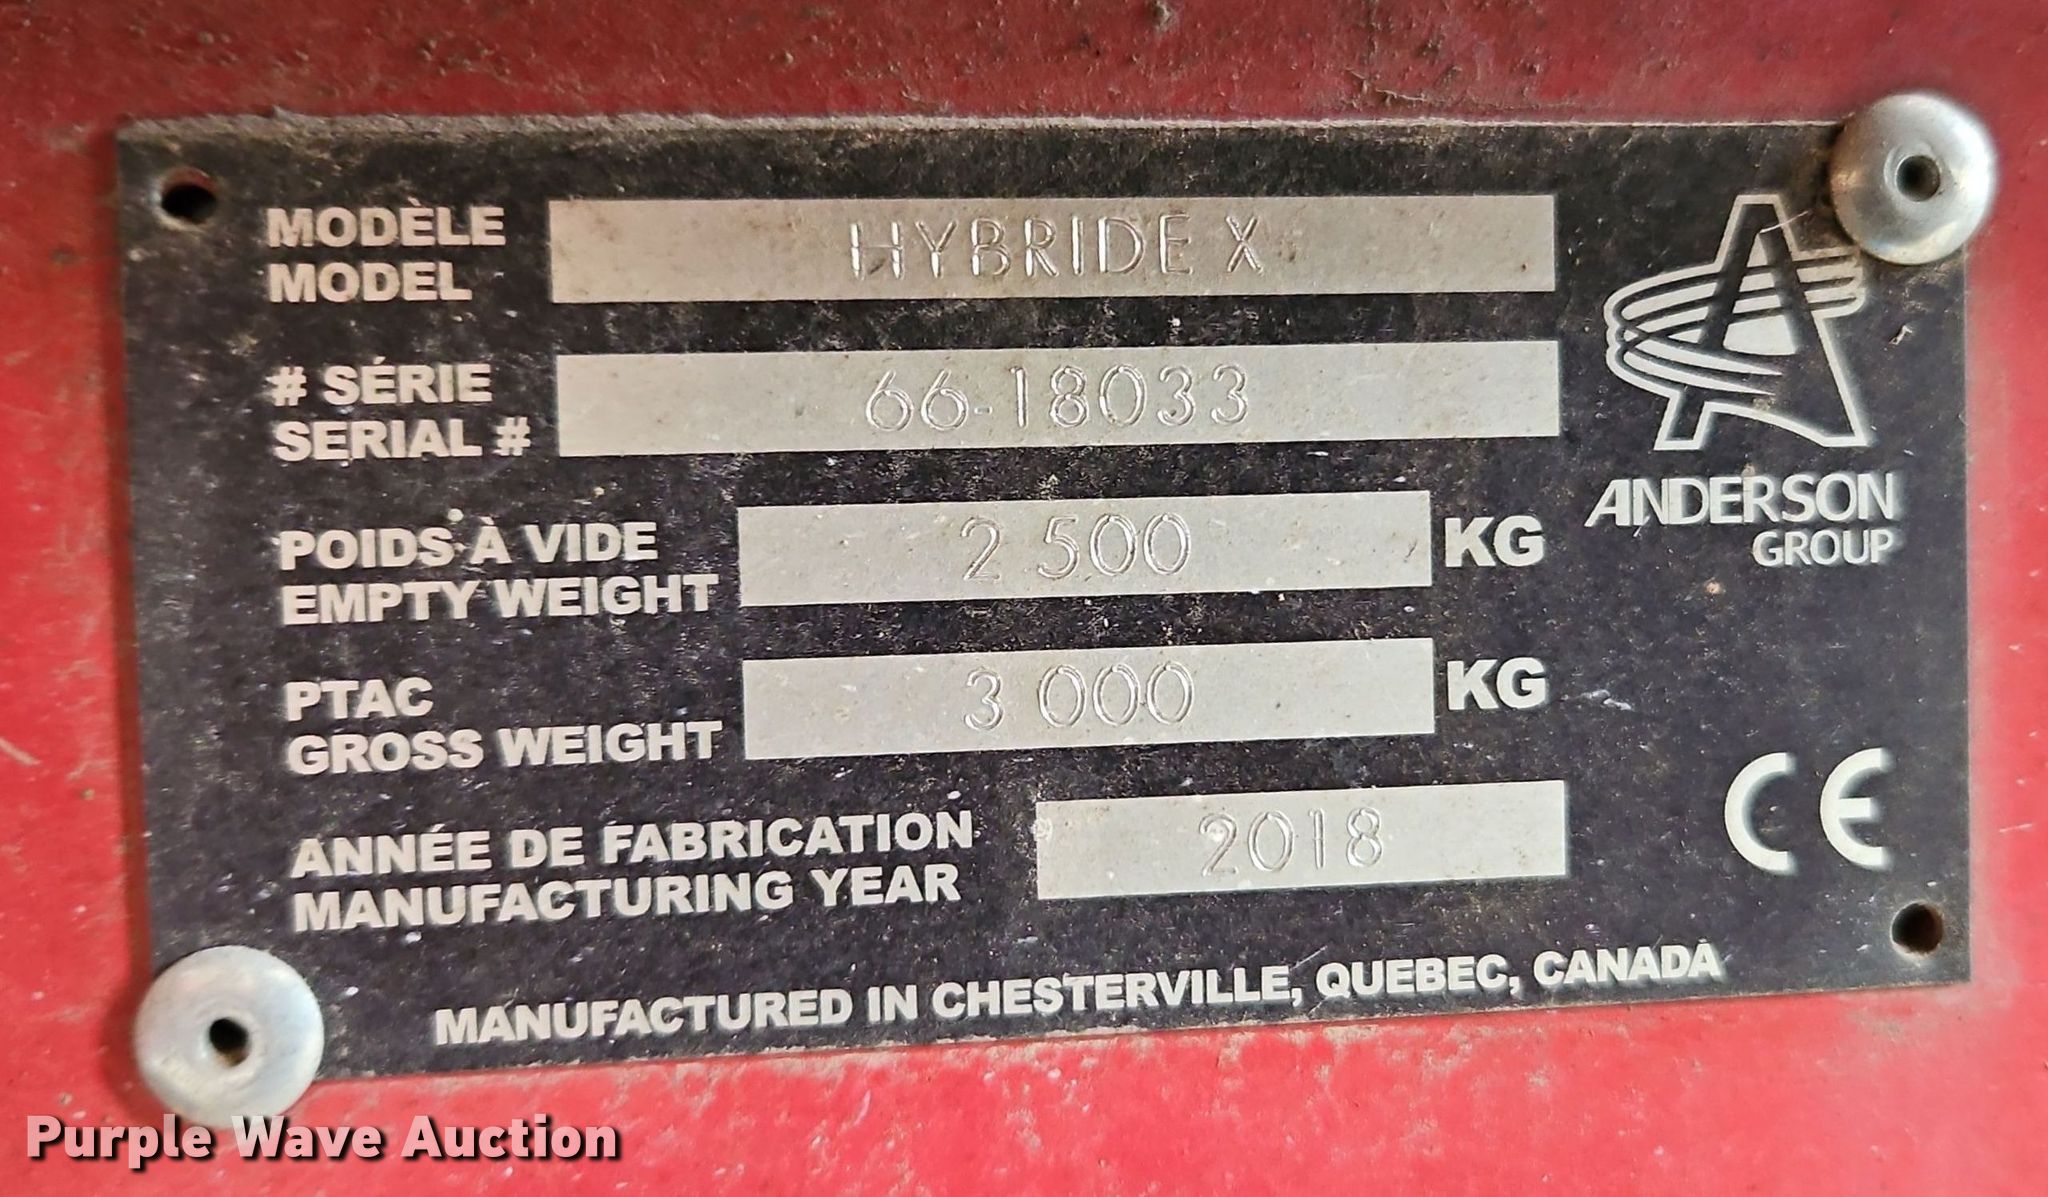 MODÈLE
MODEL
HYBRIDE X
# SÉRIE
SERIAL #
66-18033
POIDS À VIDE
EMPTY WEIGHT
2 500
KG
PTAC
GROSS WEIGHT
3 000
KG
ANNÉE DE FABRICATION
MANUFACTURING YEAR
2018
ANDERSON
GROUP
CE
MANUFACTURED IN CHESTERVILLE, QUEBEC, CANADA
Purple Wave Auction